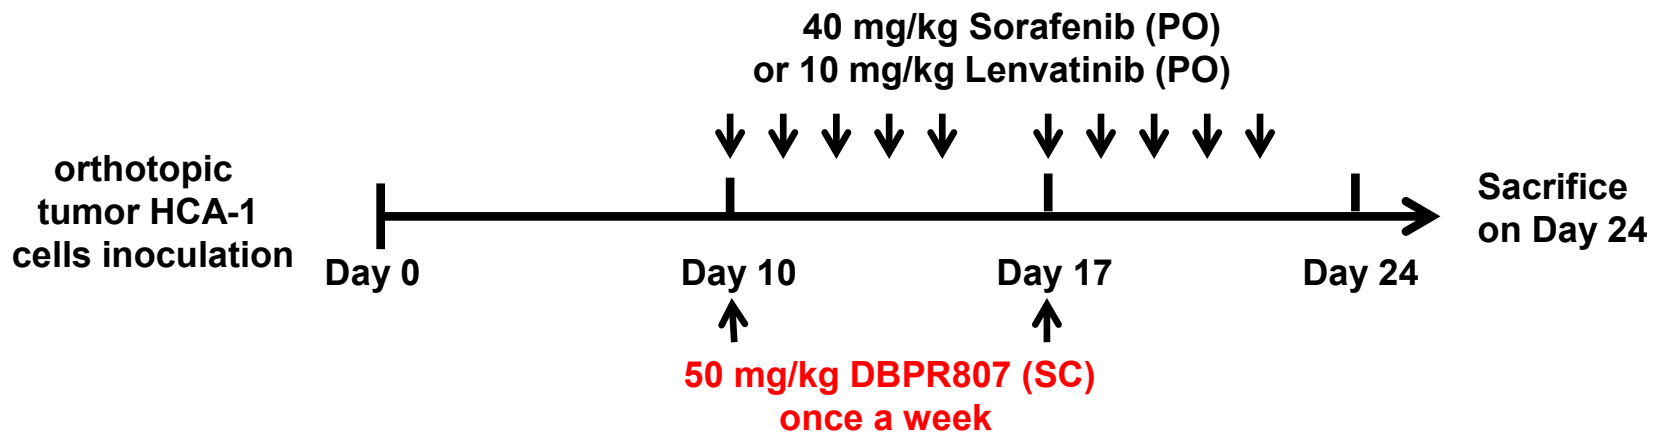 40 mg/kg Sorafenib (PO)
or 10 mg/kg Lenvatinib (PO)
orthotopic
tumor HCA-1
cells inoculation
Sacrifice
on Day 24
Day 0
Day 10
Day 17
Day 24
50 mg/kg DBPR807 (SC)
once a week